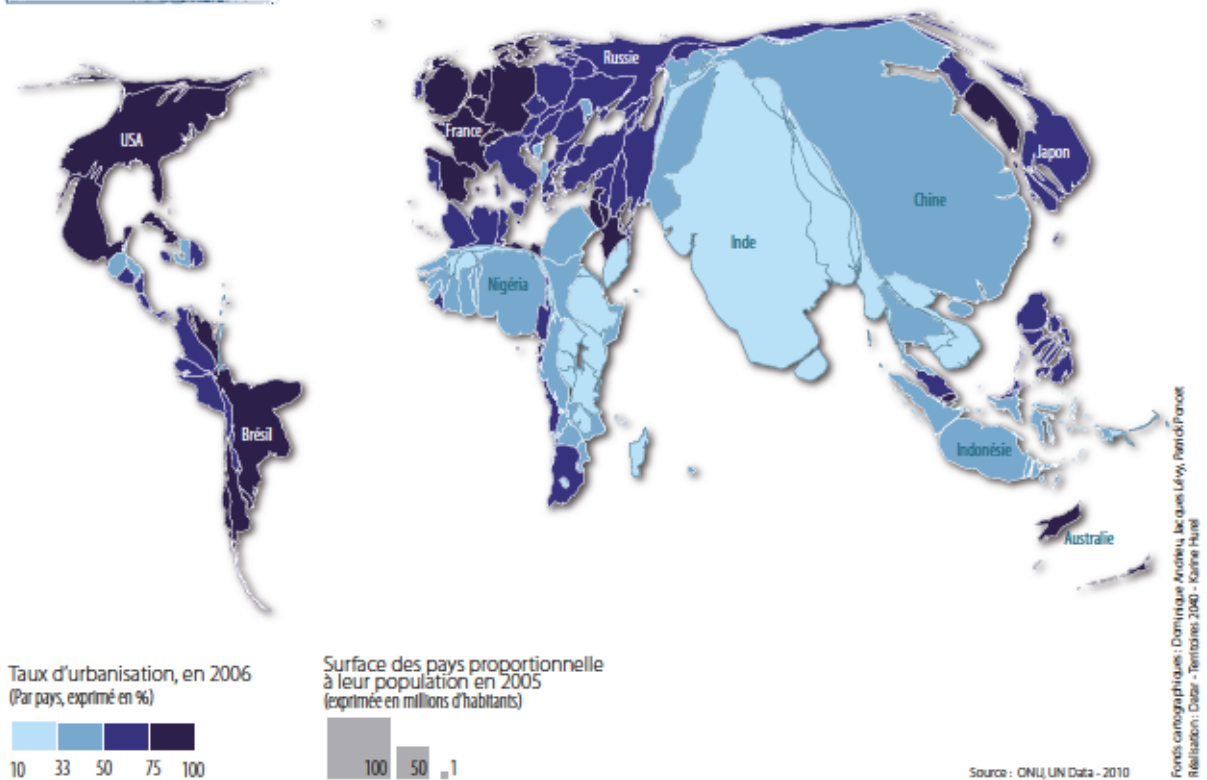 Russie
USA
France
Japon
Chine
Inde
Nigéria
Brésil
Indonésie
Australie
Taux d'urbanisation, en 2006
(Par pays, exprimé en %)
10 33 50 75 100
Surface des pays proportionnelle
à leur population en 2005
(exprimée en millions d'habitants)
100 50 1
Source : ONU, UN Data - 2010
Fonds cartographiques : Dominique Andrieu, Jacques Lévy, Patrick Poncet
Réalisation : Datar - Territoires 2040 - Karine Hurel